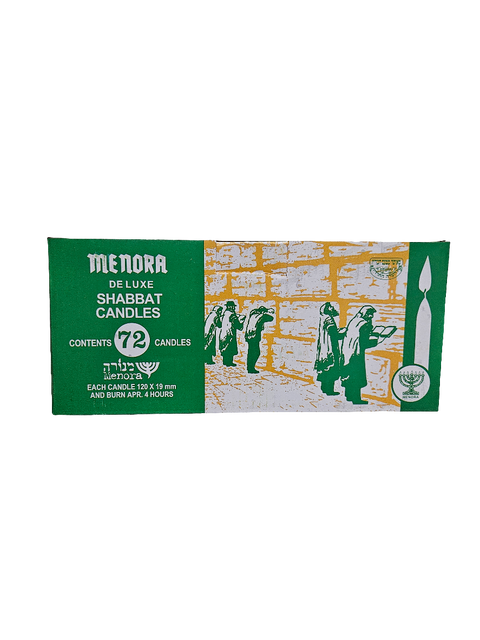 MENORA
DE LUXE
SHABBAT
CANDLES
CONTENTS 72 CANDLES
מנורה
Menora
EACH CANDLE 120 X 19 mm
AND BURN APR. 4 HOURS
MENORA